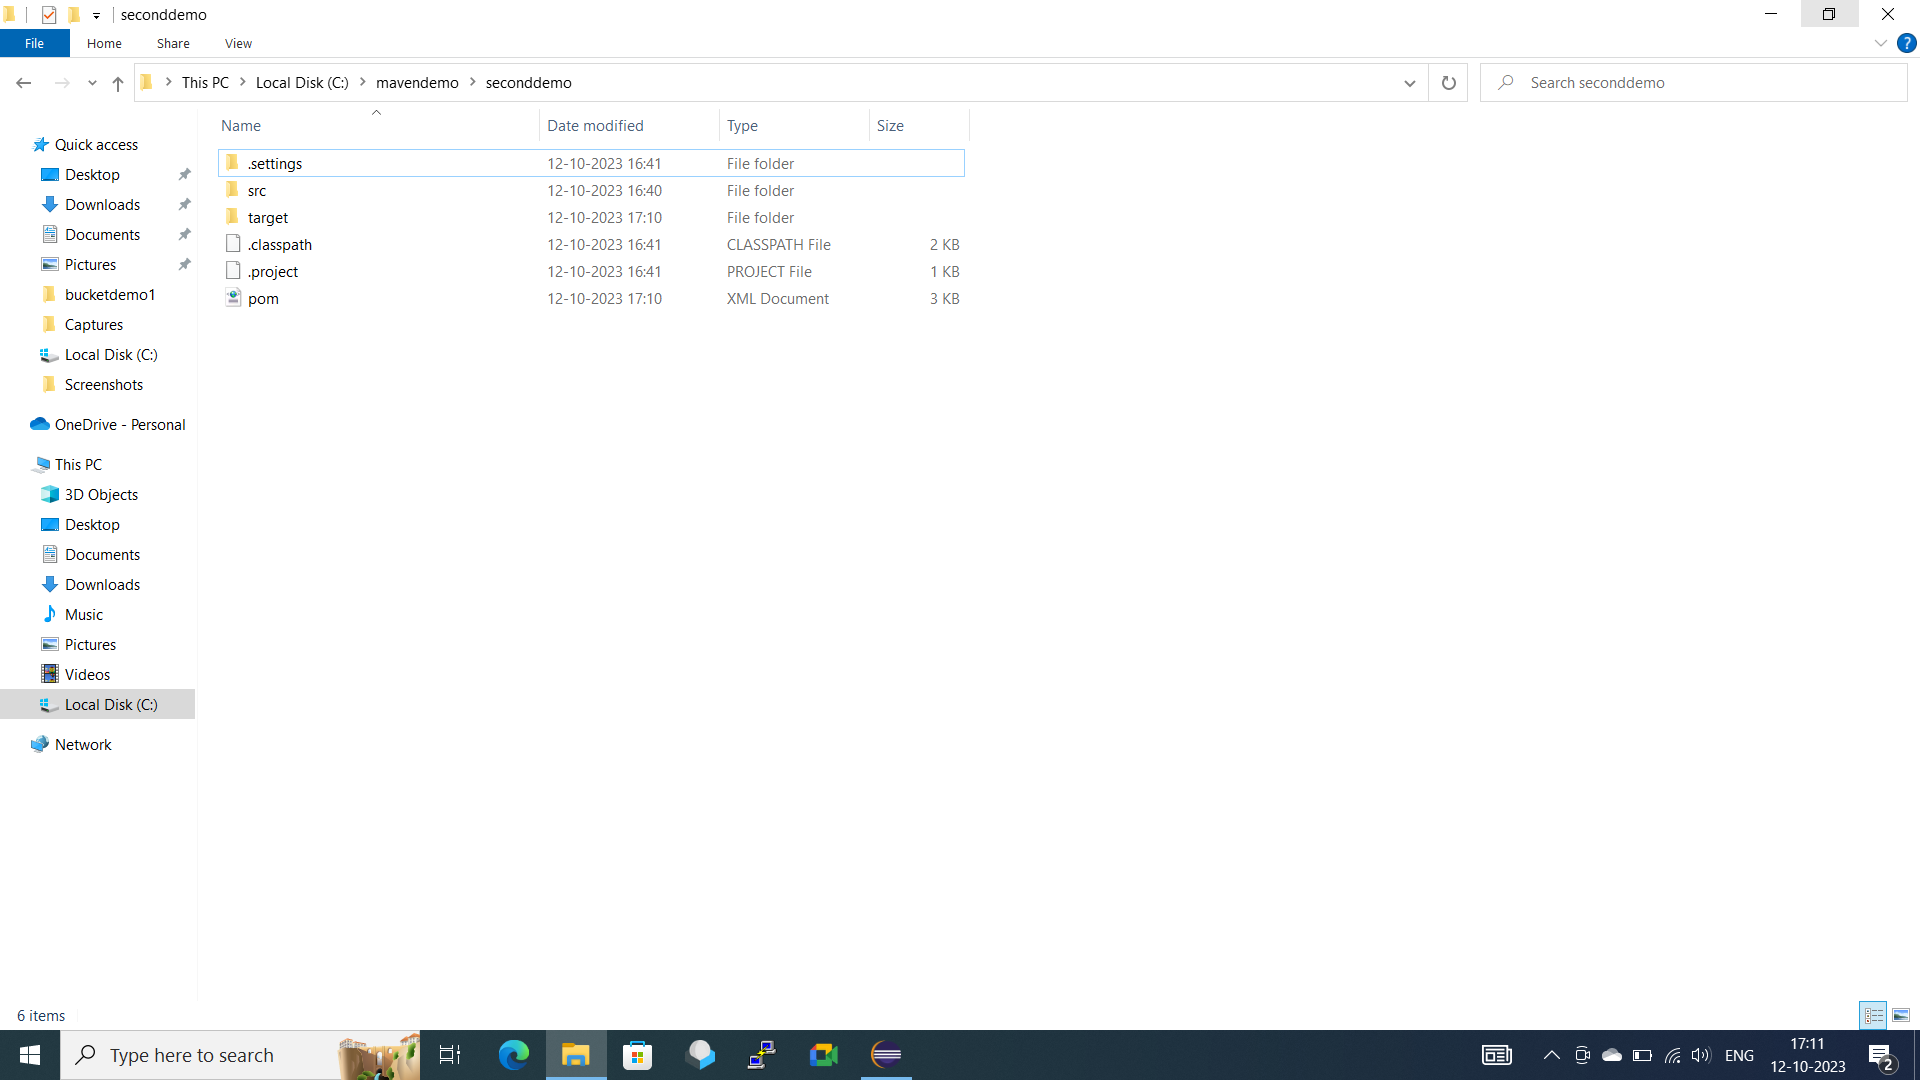 seconddemo
File Home Share View
This PC Local Disk (C:) mavendemo seconddemo Search seconddemo
Name Date modified Type Size
Quick access
Desktop
Downloads
Documents
Pictures
bucketdemo1
Captures
Local Disk (C:)
Screenshots
OneDrive - Personal
This PC
3D Objects
Desktop
Documents
Downloads
Music
Pictures
Videos
Local Disk (C:)
Network
.settings 12-10-2023 16:41 File folder
src 12-10-2023 16:40 File folder
target 12-10-2023 17:10 File folder
.classpath 12-10-2023 16:41 CLASSPATH File 2 KB
.project 12-10-2023 16:41 PROJECT File 1 KB
pom 12-10-2023 17:10 XML Document 3 KB
6 items
Type here to search ENG 17:11
12-10-2023 2